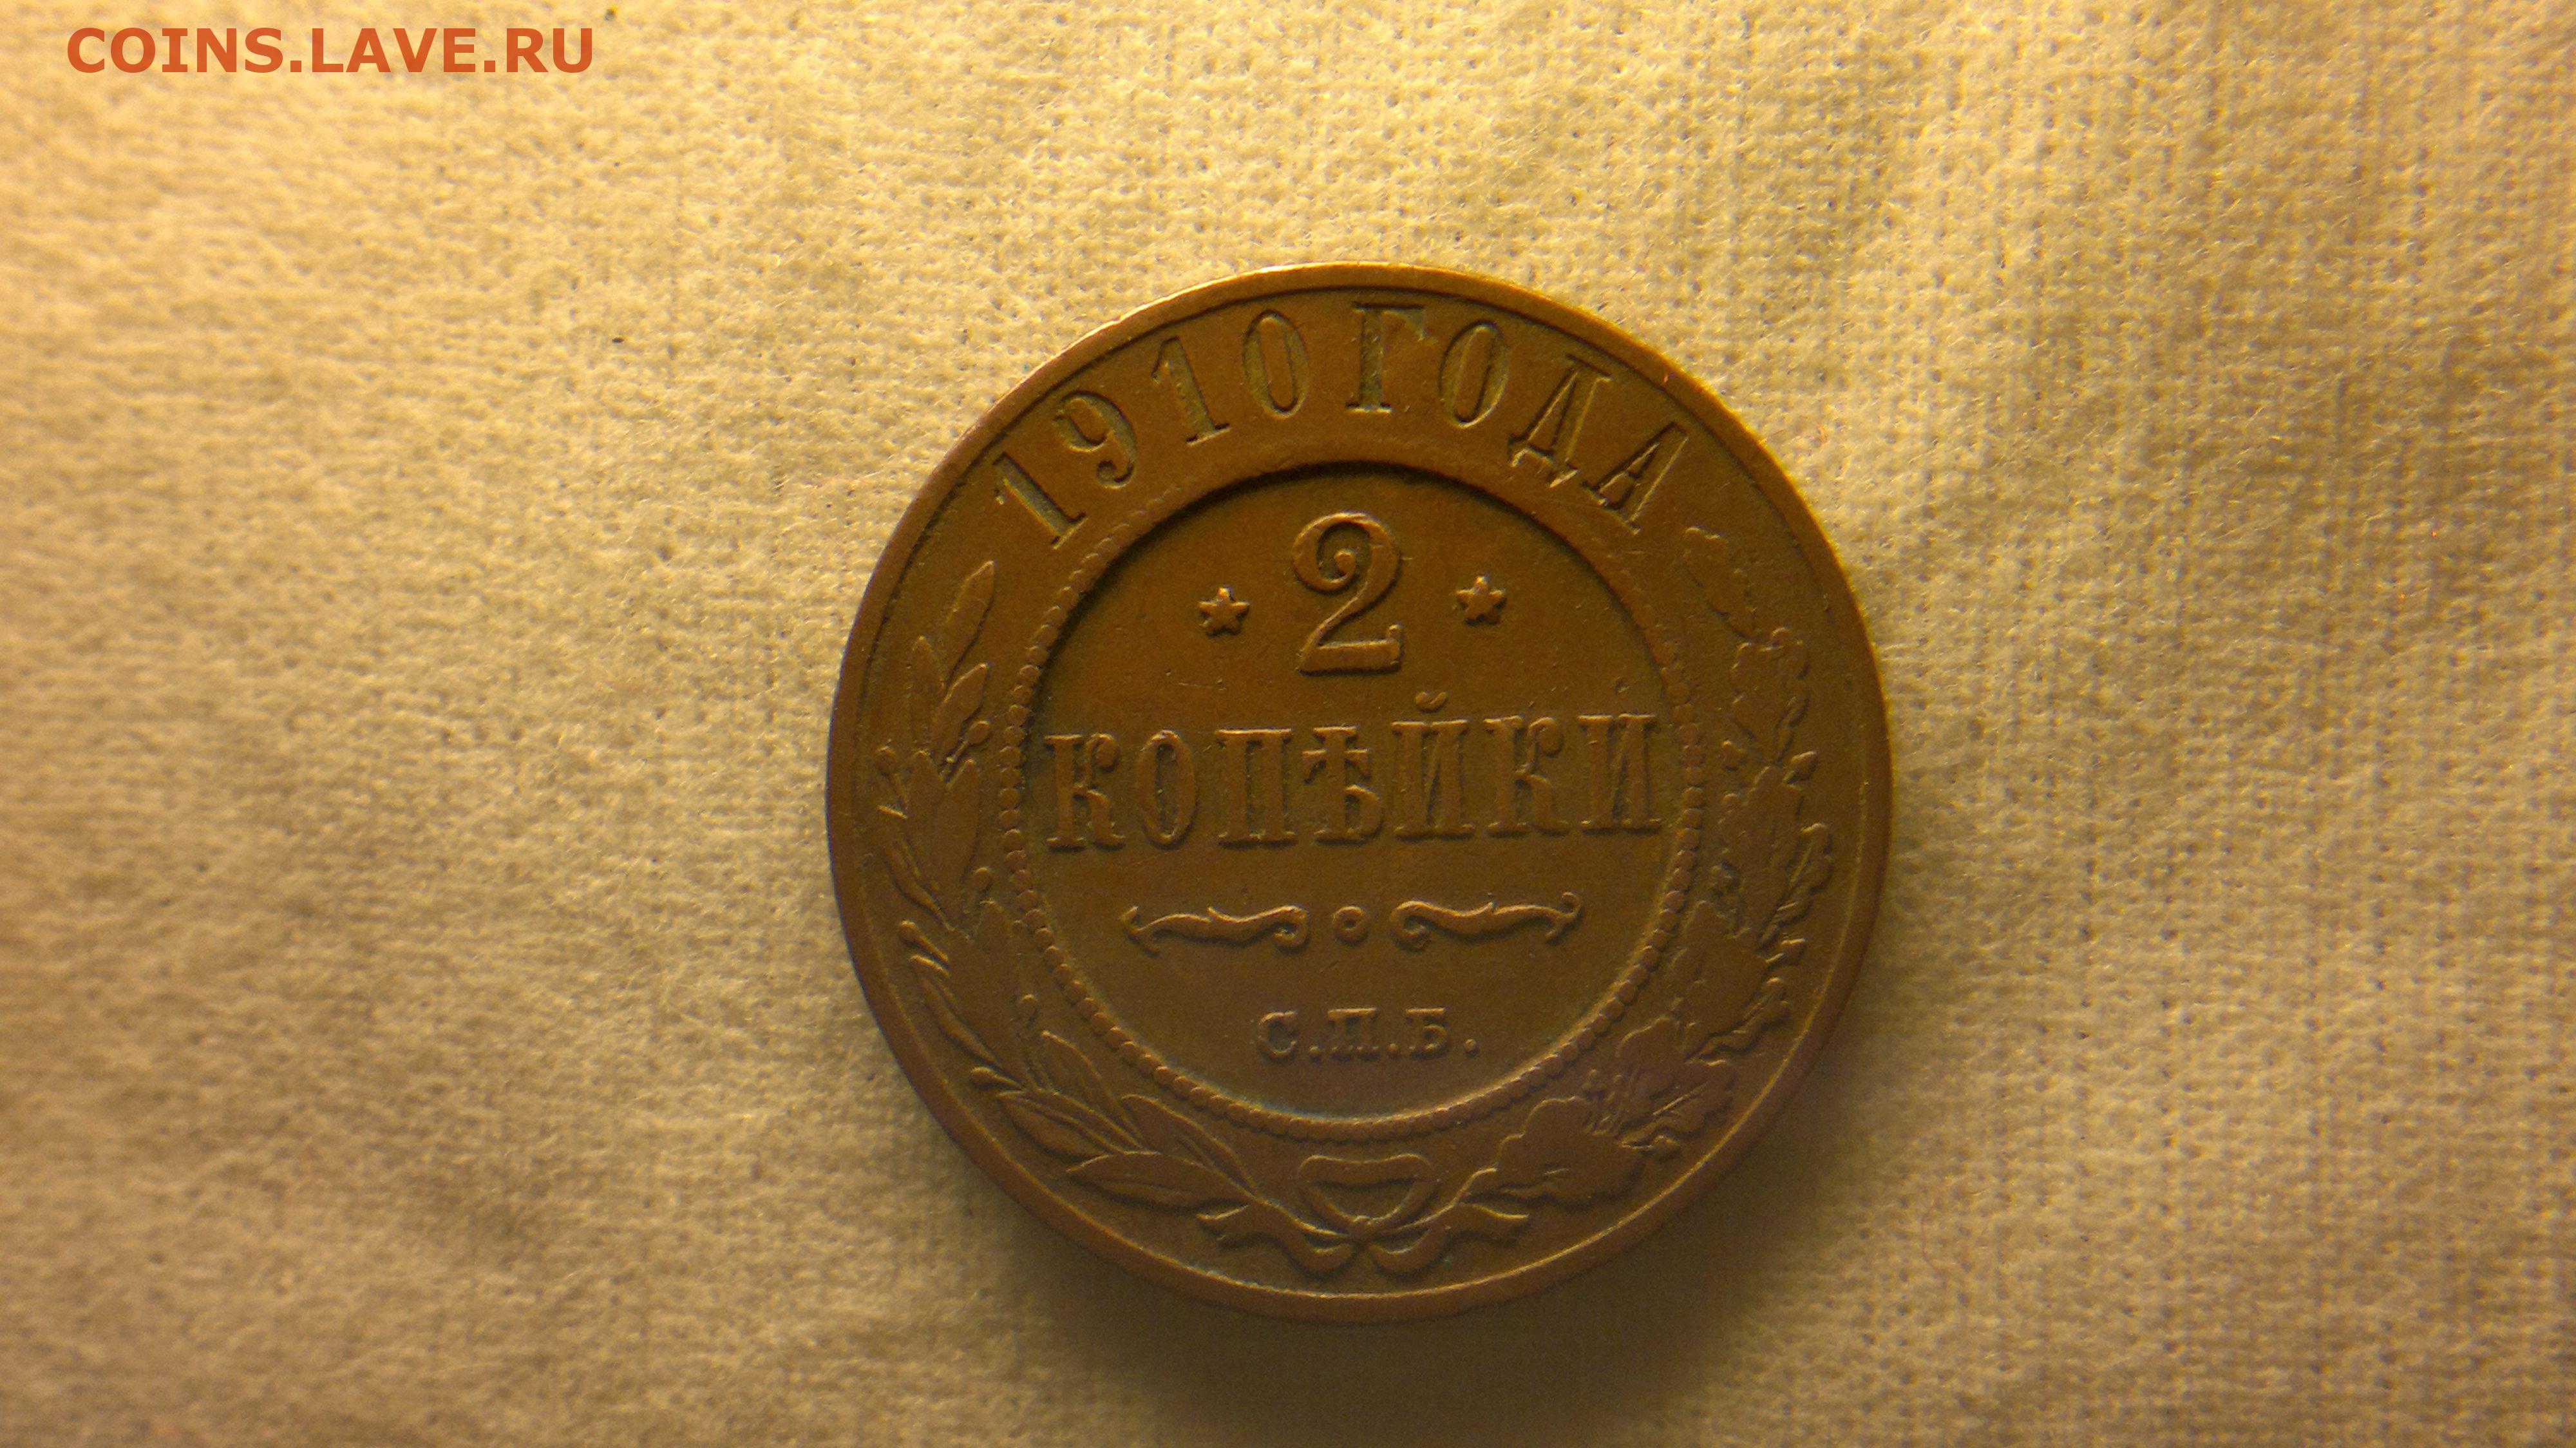 COINS.LAVE.RU
1910 ГОДА
2
КОПѢЙКИ
С.П.Б.